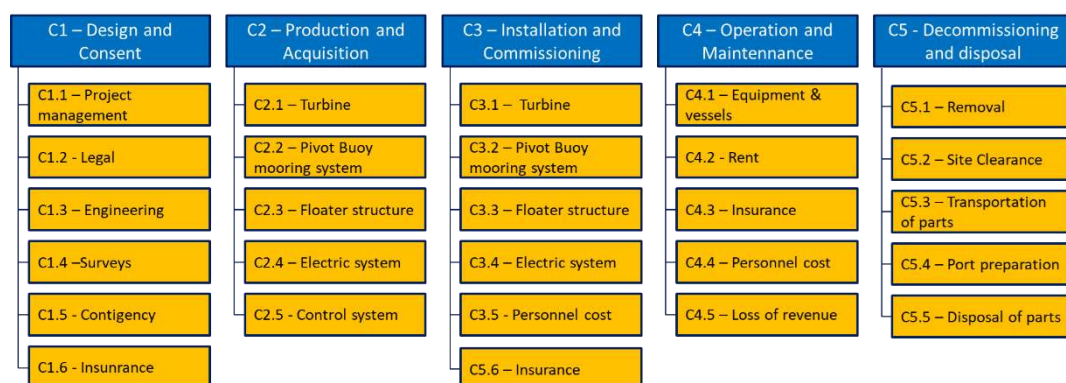 C1 – Design and
Consent
C1.1 – Project
management
C1.2 - Legal
C1.3 – Engineering
C1.4 –Surveys
C1.5 - Contigency
C1.6 - Insunrance
C2 – Production and
Acquisition
C2.1 – Turbine
C2.2 – Pivot Buoy
mooring system
C2.3 – Floater structure
C2.4 – Electric system
C2.5 - Control system
C3 – Installation and
Commissioning
C3.1 – Turbine
C3.2 – Pivot Buoy
mooring system
C3.3 – Floater structure
C3.4 – Electric system
C3.5 - Personnel cost
C5.6 – Insurance
C4 – Operation and
Maintennance
C4.1 – Equipment &
vessels
C4.2 - Rent
C4.3 – Insurance
C4.4 – Personnel cost
C4.5 – Loss of revenue
C5 - Decommissioning
and disposal
C5.1 – Removal
C5.2 – Site Clearance
C5.3 – Transportation
of parts
C5.4 – Port preparation
C5.5 – Disposal of parts